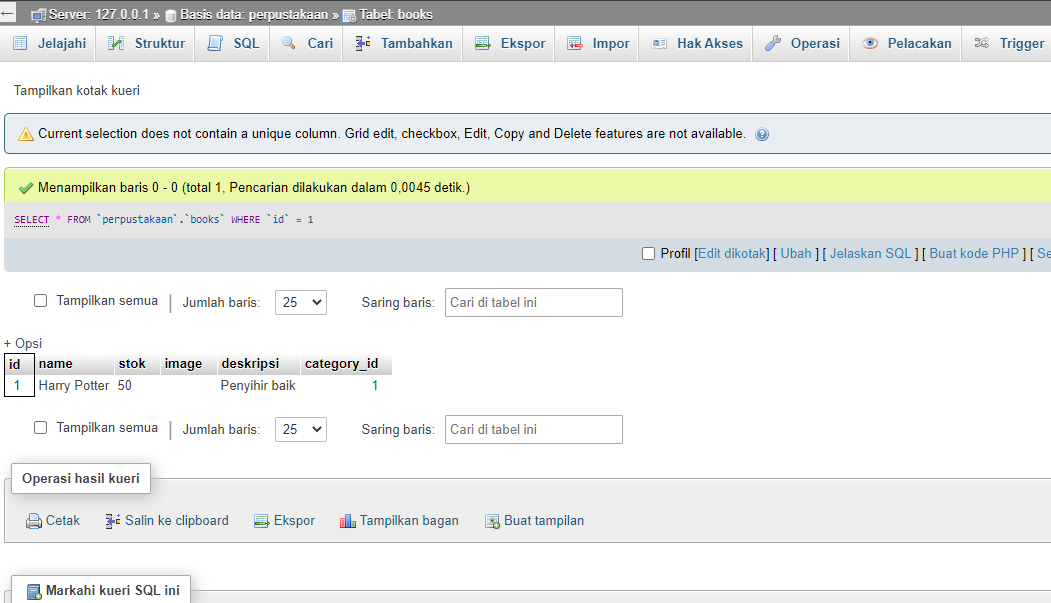 Server: 127.0.0.1 » Basis data: perpustakaan » Tabel: books
Jelajahi Struktur SQL Cari Tambahkan Ekspor Impor Hak Akses Operasi Pelacakan Trigger
Tampilkan kotak kueri
Current selection does not contain a unique column. Grid edit, checkbox, Edit, Copy and Delete features are not available.
Menampilkan baris 0 - 0 (total 1, Pencarian dilakukan dalam 0,0045 detik.)
SELECT * FROM `perpustakaan`.`books` WHERE `id` = 1
Profil [Edit dikotak] [ Ubah ] [ Jelaskan SQL ] [ Buat kode PHP ] [ Se
Tampilkan semua | Jumlah baris: 25 Saring baris: Cari di tabel ini
+ Opsi
id name stok image deskripsi category_id
1 Harry Potter 50 Penyihir baik 1
Tampilkan semua | Jumlah baris: 25 Saring baris: Cari di tabel ini
Operasi hasil kueri
Cetak Salin ke clipboard Ekspor Tampilkan bagan Buat tampilan
Markahi kueri SQL ini